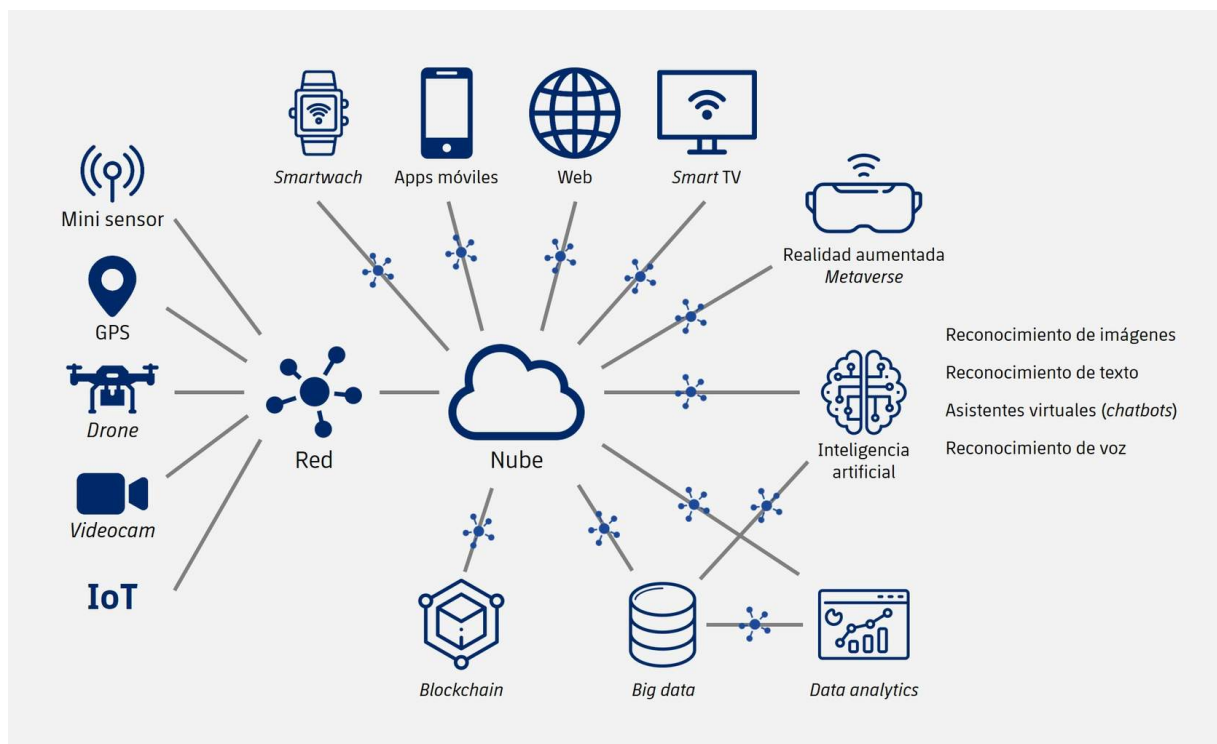 Smartwach
Apps móviles
Web
Smart TV
Mini sensor
Realidad aumentada
Metaverse
GPS
Reconocimiento de imágenes
Reconocimiento de texto
Asistentes virtuales (chatbots)
Reconocimiento de voz
Drone
Red
Nube
Inteligencia
artificial
Videocam
IoT
Blockchain
Big data
Data analytics